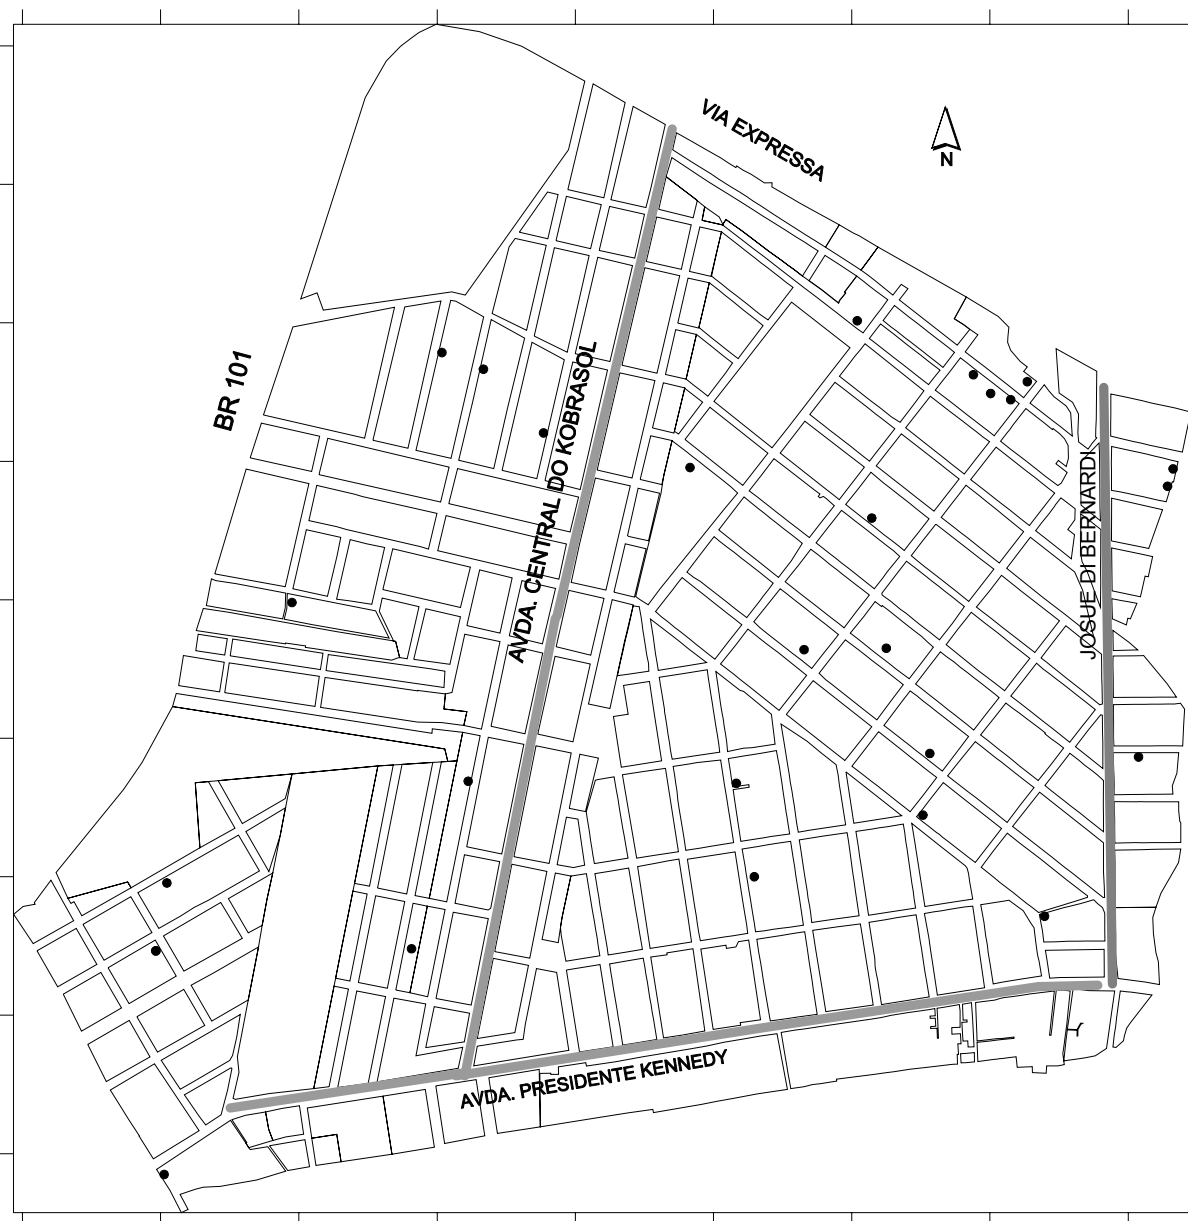 VIA EXPRESSA
N
BR 101
AVDA. CENTRAL DO KOBRASOL
JOSUE DI BERNARDI
AVDA. PRESIDENTE KENNEDY